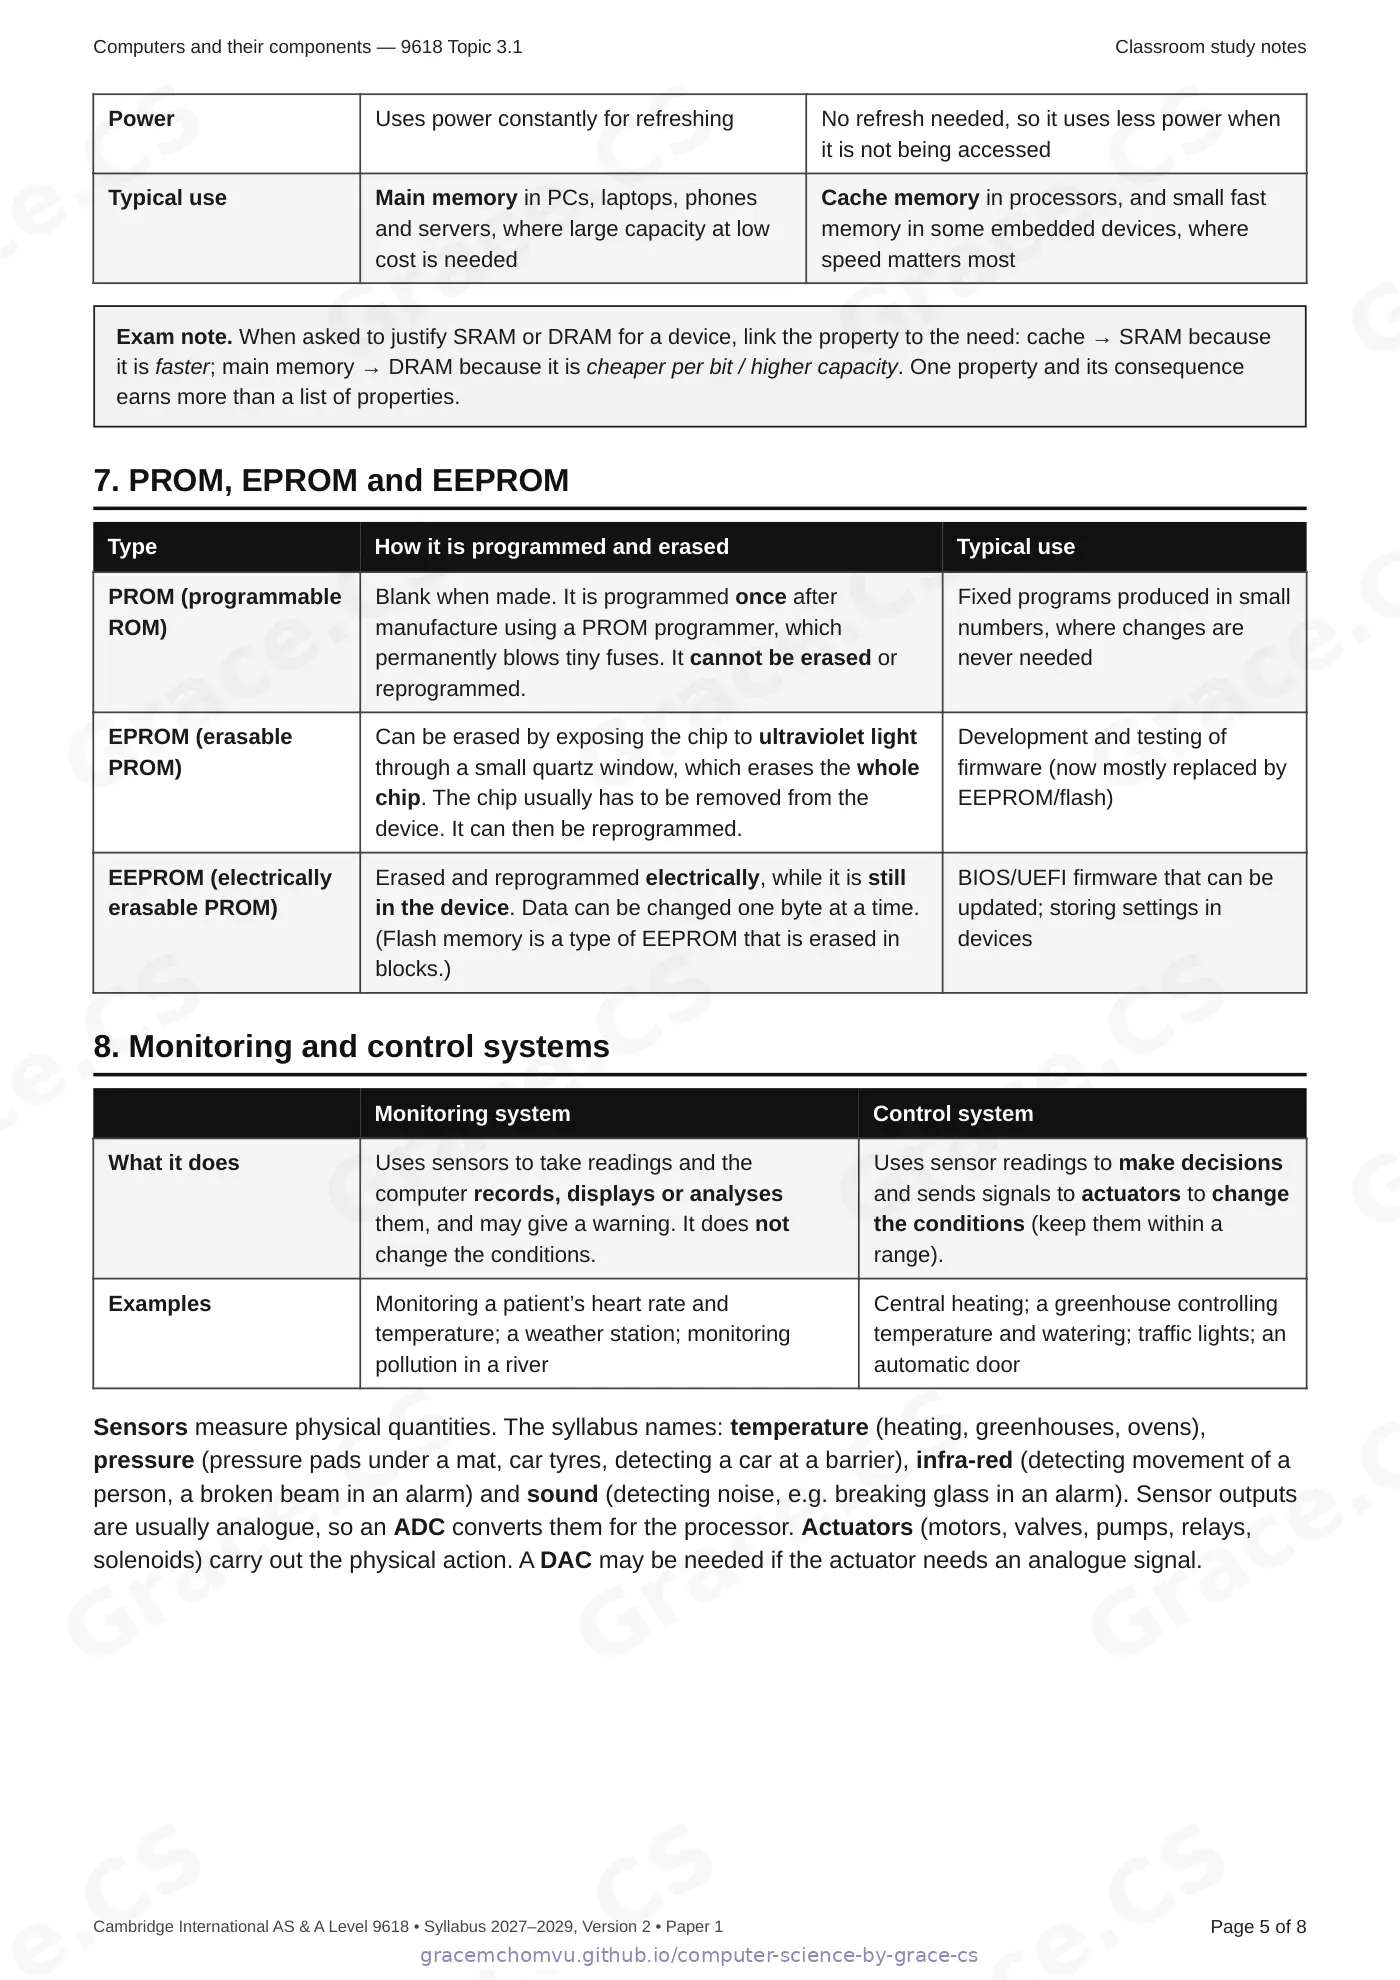 Computers and their components — 9618 Topic 3.1
Classroom study notes
Power
Uses power constantly for refreshing
No refresh needed, so it uses less power when
it is not being accessed
Typical use
Main memory in PCs, laptops, phones
and servers, where large capacity at low
cost is needed
Cache memory in processors, and small fast
memory in some embedded devices, where
speed matters most
Exam note. When asked to justify SRAM or DRAM for a device, link the property to the need: cache → SRAM because
it is faster; main memory → DRAM because it is cheaper per bit / higher capacity. One property and its consequence
earns more than a list of properties.
7. PROM, EPROM and EEPROM
Type
How it is programmed and erased
Typical use
PROM (programmable
ROM)
Blank when made. It is programmed once after
manufacture using a PROM programmer, which
permanently blows tiny fuses. It cannot be erased or
reprogrammed.
Fixed programs produced in small
numbers, where changes are
never needed
EPROM (erasable
PROM)
Can be erased by exposing the chip to ultraviolet light
through a small quartz window, which erases the whole
chip. The chip usually has to be removed from the
device. It can then be reprogrammed.
Development and testing of
firmware (now mostly replaced by
EEPROM/flash)
EEPROM (electrically
erasable PROM)
Erased and reprogrammed electrically, while it is still
in the device. Data can be changed one byte at a time.
(Flash memory is a type of EEPROM that is erased in
blocks.)
BIOS/UEFI firmware that can be
updated; storing settings in
devices
8. Monitoring and control systems
Monitoring system
Control system
What it does
Uses sensors to take readings and the
computer records, displays or analyses
them, and may give a warning. It does not
change the conditions.
Uses sensor readings to make decisions
and sends signals to actuators to change
the conditions (keep them within a
range).
Examples
Monitoring a patient’s heart rate and
temperature; a weather station; monitoring
pollution in a river
Central heating; a greenhouse controlling
temperature and watering; traffic lights; an
automatic door
Sensors measure physical quantities. The syllabus names: temperature (heating, greenhouses, ovens),
pressure (pressure pads under a mat, car tyres, detecting a car at a barrier), infra-red (detecting movement of a
person, a broken beam in an alarm) and sound (detecting noise, e.g. breaking glass in an alarm). Sensor outputs
are usually analogue, so an ADC converts them for the processor. Actuators (motors, valves, pumps, relays,
solenoids) carry out the physical action. A DAC may be needed if the actuator needs an analogue signal.
Cambridge International AS & A Level 9618 • Syllabus 2027–2029, Version 2 • Paper 1
Page 5 of 8
gracemchomvu.github.io/computer-science-by-grace-cs
Grace.CS